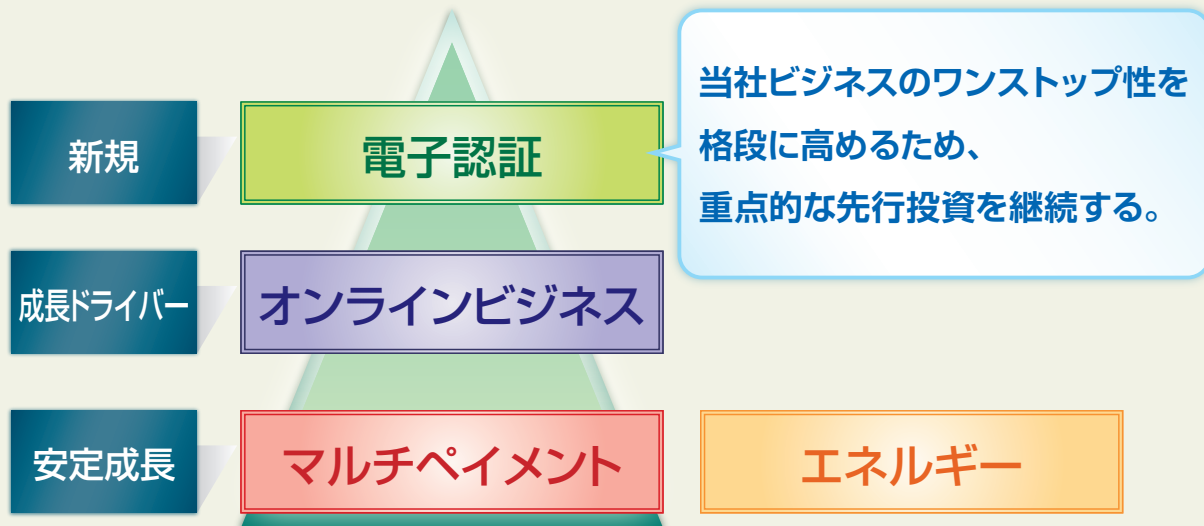 新規
電子認証
当社ビジネスのワンストップ性を
格段に高めるため、
重点的な先行投資を継続する。
成長ドライバー
オンラインビジネス
安定成長
マルチペイメント
エネルギー